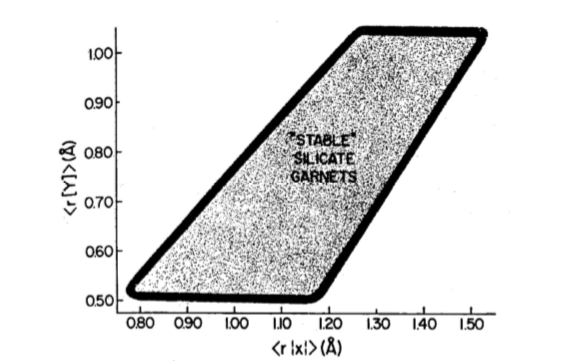 1.00
0.90
0.80
0.70
0.60
0.50
<r [Y]> (Å)
"STABLE"
SILICATE
GARNETS
0.80 0.90 1.00 1.10 1.20 1.30 1.40 1.50
<r |x|> (Å)